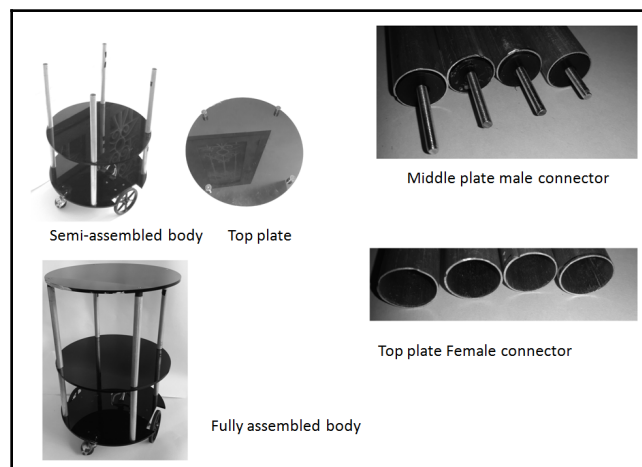 Middle plate male connector
Semi-assembled body
Top plate
Top plate Female connector
Fully assembled body